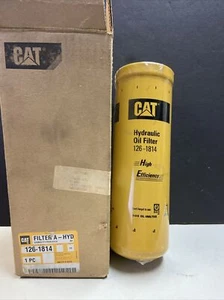 CAT
CAT
Hydraulic
Oil Filter
126-1814
High
Efficiency
CAT
FILTER A-HYD
126-1814
1 PC